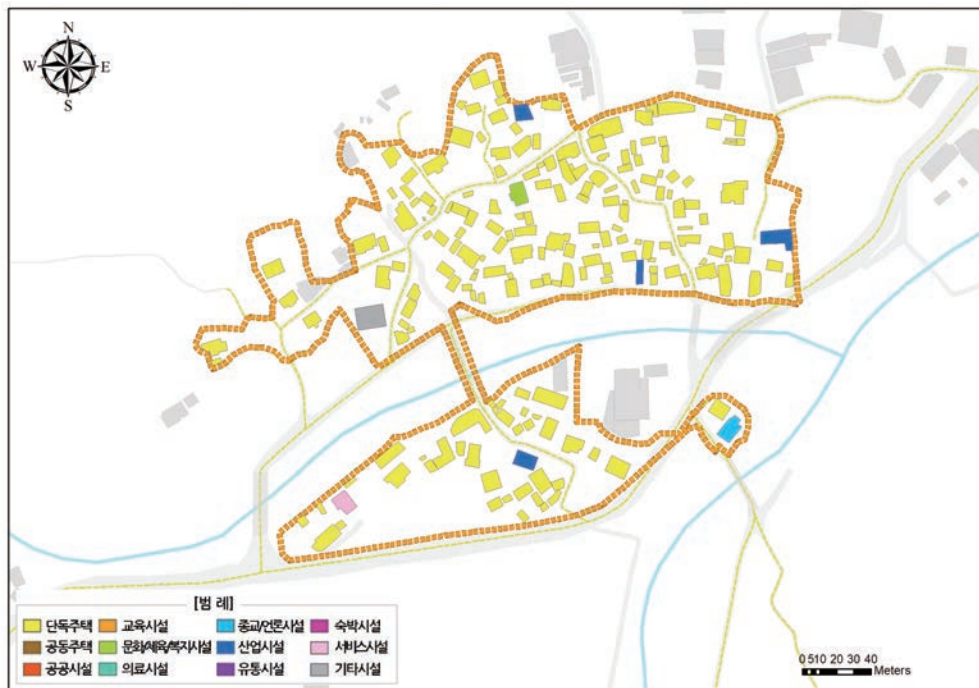 N
W E
S
[범 례]
단독주택 교육시설 종교/언론시설 숙박시설
공동주택 문화/체육/복지시설 산업시설 서비스시설
공공시설 의료시설 유통시설 기타시설
0 5 10 20 30 40
Meters